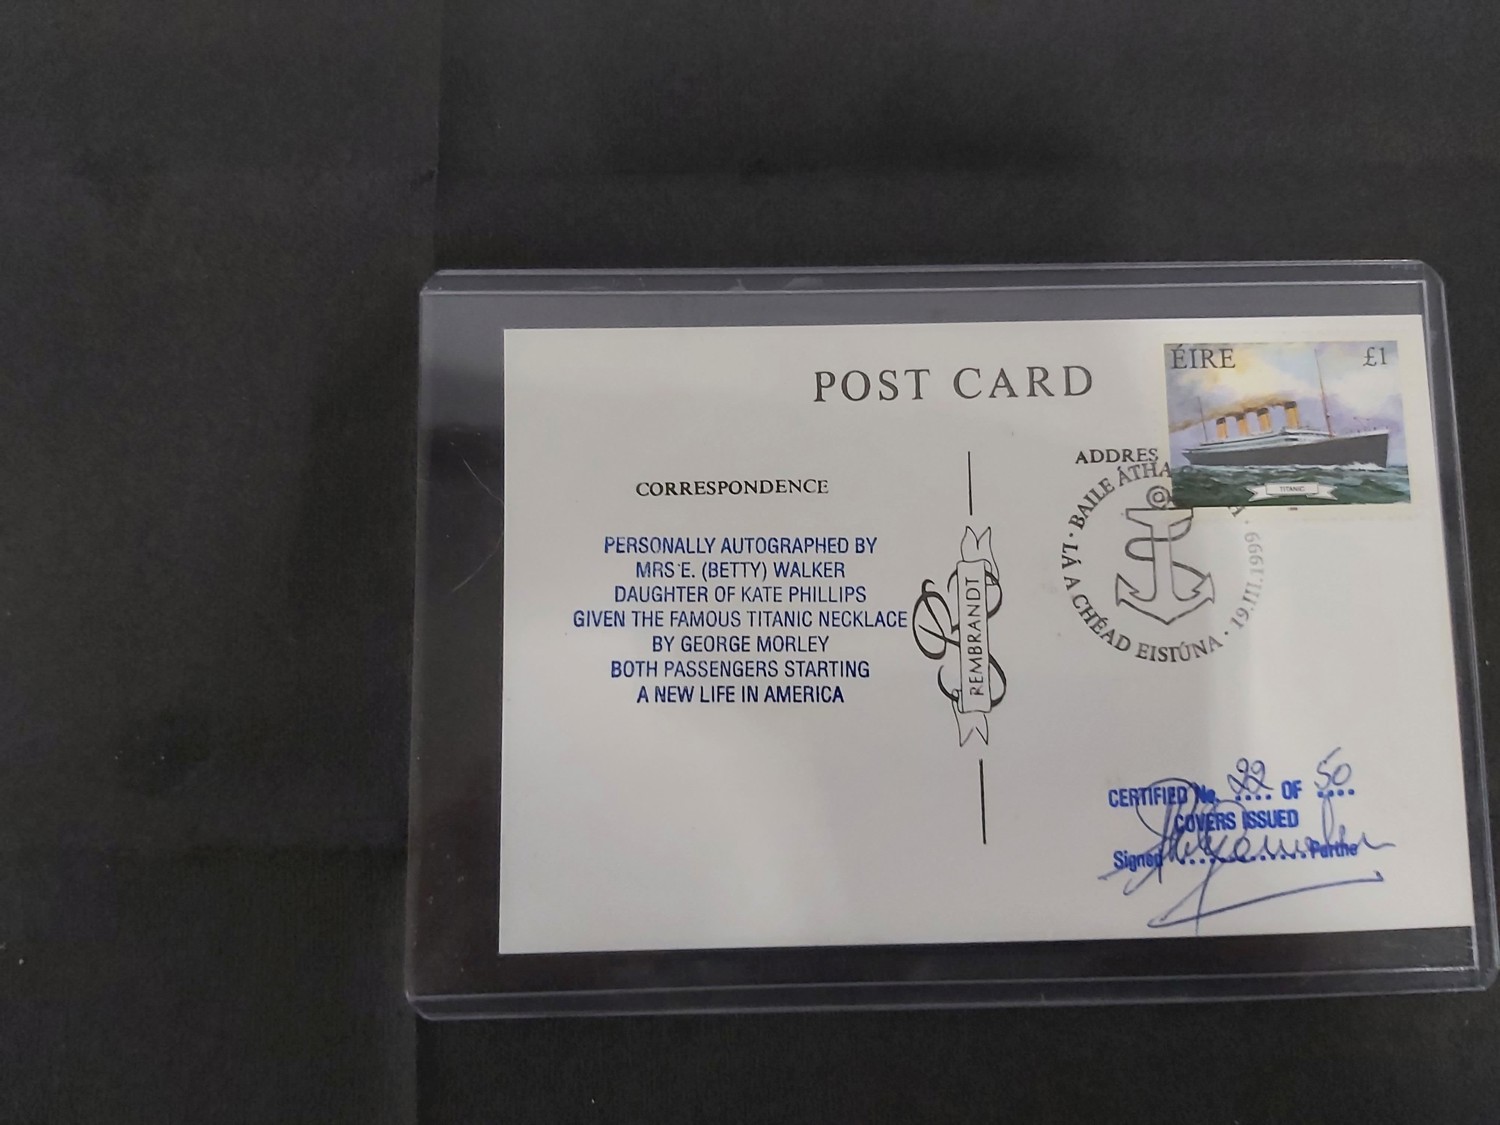 POST CARD
ÉIRE £1
TITANIC
CORRESPONDENCE
ADDRES
PERSONALLY AUTOGRAPHED BY
MRS E. (BETTY) WALKER
DAUGHTER OF KATE PHILLIPS
GIVEN THE FAMOUS TITANIC NECKLACE
BY GEORGE MORLEY
BOTH PASSENGERS STARTING
A NEW LIFE IN AMERICA
REMBRANDT
BAILE ÁTHA
LÁ A CHÉAD EISIÚNA · 19.III.1999 ·
CERTIFIED No. 22 OF 50
COVERS ISSUED
Signed